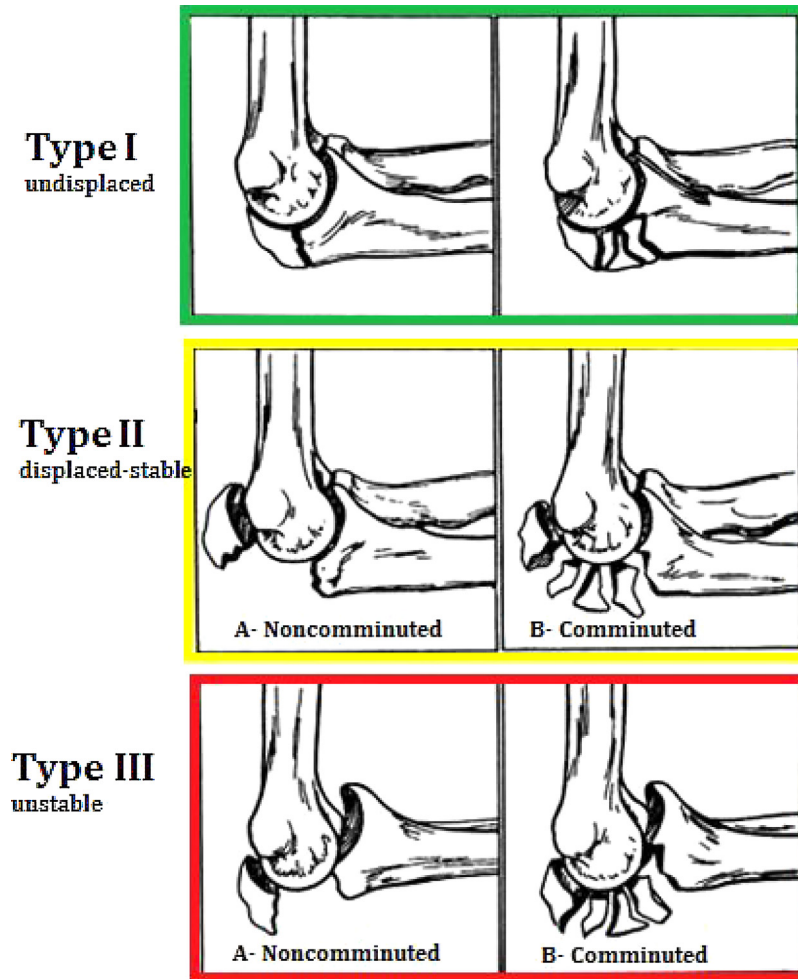 Type I
undisplaced
Type II
displaced-stable
A- Noncomminuted
B- Comminuted
Type III
unstable
A- Noncomminuted
B- Comminuted